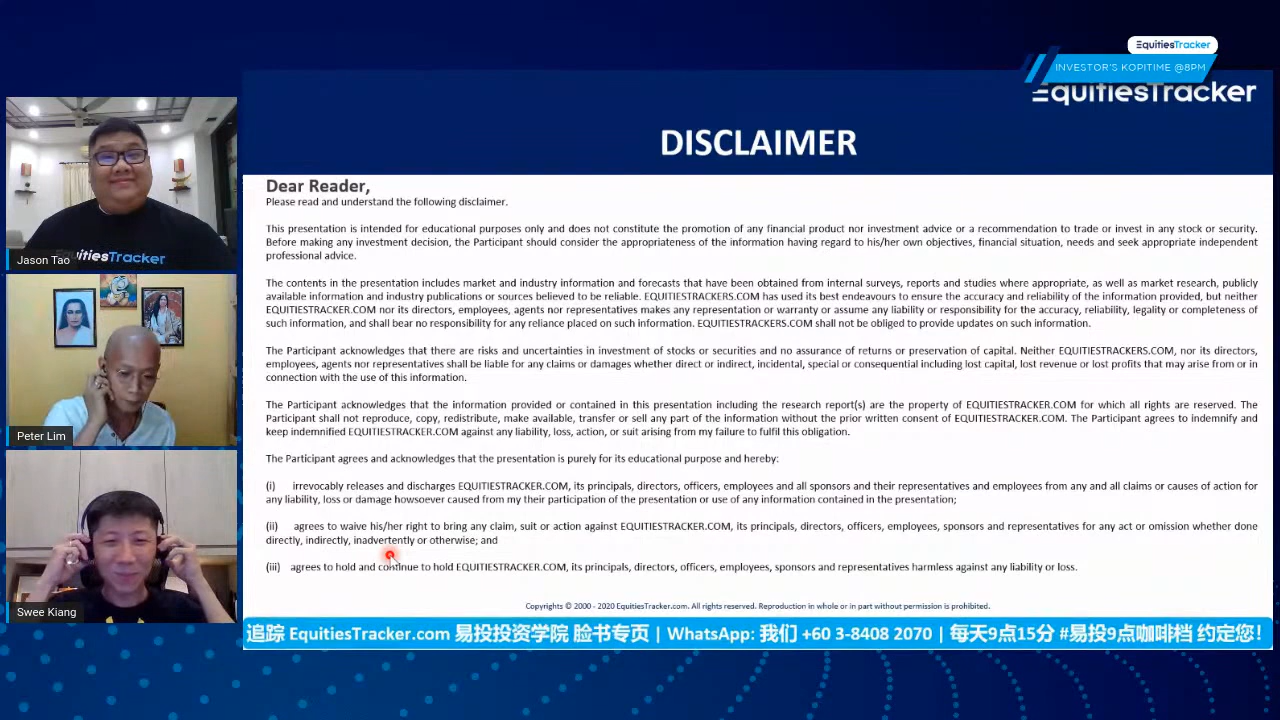 EquitiesTracker
INVESTOR'S KOPITIME @8PM
EquitiesTracker
DISCLAIMER
Dear Reader,
Please read and understand the following disclaimer.
This presentation is intended for educational purposes only and does not constitute the promotion of any financial product nor investment advice or a recommendation to trade or invest in any stock or security.
Before making any investment decision, the Participant should consider the appropriateness of the information having regard to his/her own objectives, financial situation, needs and seek appropriate independent
professional advice.
The contents in the presentation includes market and industry information and forecasts that have been obtained from internal surveys, reports and studies where appropriate, as well as market research, publicly
available information and industry publications or sources believed to be reliable. EQUITIESTRACKERS.COM has used its best endeavours to ensure the accuracy and reliability of the information provided, but neither
EQUITIESTRACKER.COM nor its directors, employees, agents nor representatives makes any representation or warranty or assume any liability or responsibility for the accuracy, reliability, legality or completeness of
such information, and shall bear no responsibility for any reliance placed on such information. EQUITIESTRACKERS.COM shall not be obliged to provide updates on such information.
The Participant acknowledges that there are risks and uncertainties in investment of stocks or securities and no assurance of returns or preservation of capital. Neither EQUITIESTRACKERS.COM, nor its directors,
employees, agents nor representatives shall be liable for any claims or damages whether direct or indirect, incidental, special or consequential including lost capital, lost revenue or lost profits that may arise from or in
connection with the use of this information.
The Participant acknowledges that the information provided or contained in this presentation including the research report(s) are the property of EQUITIESTRACKER.COM for which all rights are reserved. The
Participant shall not reproduce, copy, redistribute, make available, transfer or sell any part of the information without the prior written consent of EQUITIESTRACKER.COM. The Participant agrees to indemnify and
keep indemnified EQUITIESTRACKER.COM against any liability, loss, action, or suit arising from my failure to fulfil this obligation.
The Participant agrees and acknowledges that the presentation is purely for its educational purpose and hereby:
(i) irrevocably releases and discharges EQUITIESTRACKER.COM, its principals, directors, officers, employees and all sponsors and their representatives and employees from any and all claims or causes of action for
any liability, loss or damage howsoever caused from my their participation of the presentation or use of any information contained in the presentation;
(ii) agrees to waive his/her right to bring any claim, suit or action against EQUITIESTRACKER.COM, its principals, directors, officers, employees, sponsors and representatives for any act or omission whether done
directly, indirectly, inadvertently or otherwise; and
(iii) agrees to hold and continue to hold EQUITIESTRACKER.COM, its principals, directors, officers, employees, sponsors and representatives harmless against any liability or loss.
Copyrights © 2000 - 2020 EquitiesTracker.com. All rights reserved. Reproduction in whole or in part without permission is prohibited.
追踪 EquitiesTracker.com 易投投资学院 脸书专页 | WhatsApp: 我们 +60 3-8408 2070 | 每天9点15分 #易投9点咖啡档 约定您!
uitiesTracker
Jason Tao
Peter Lim
Swee Kiang